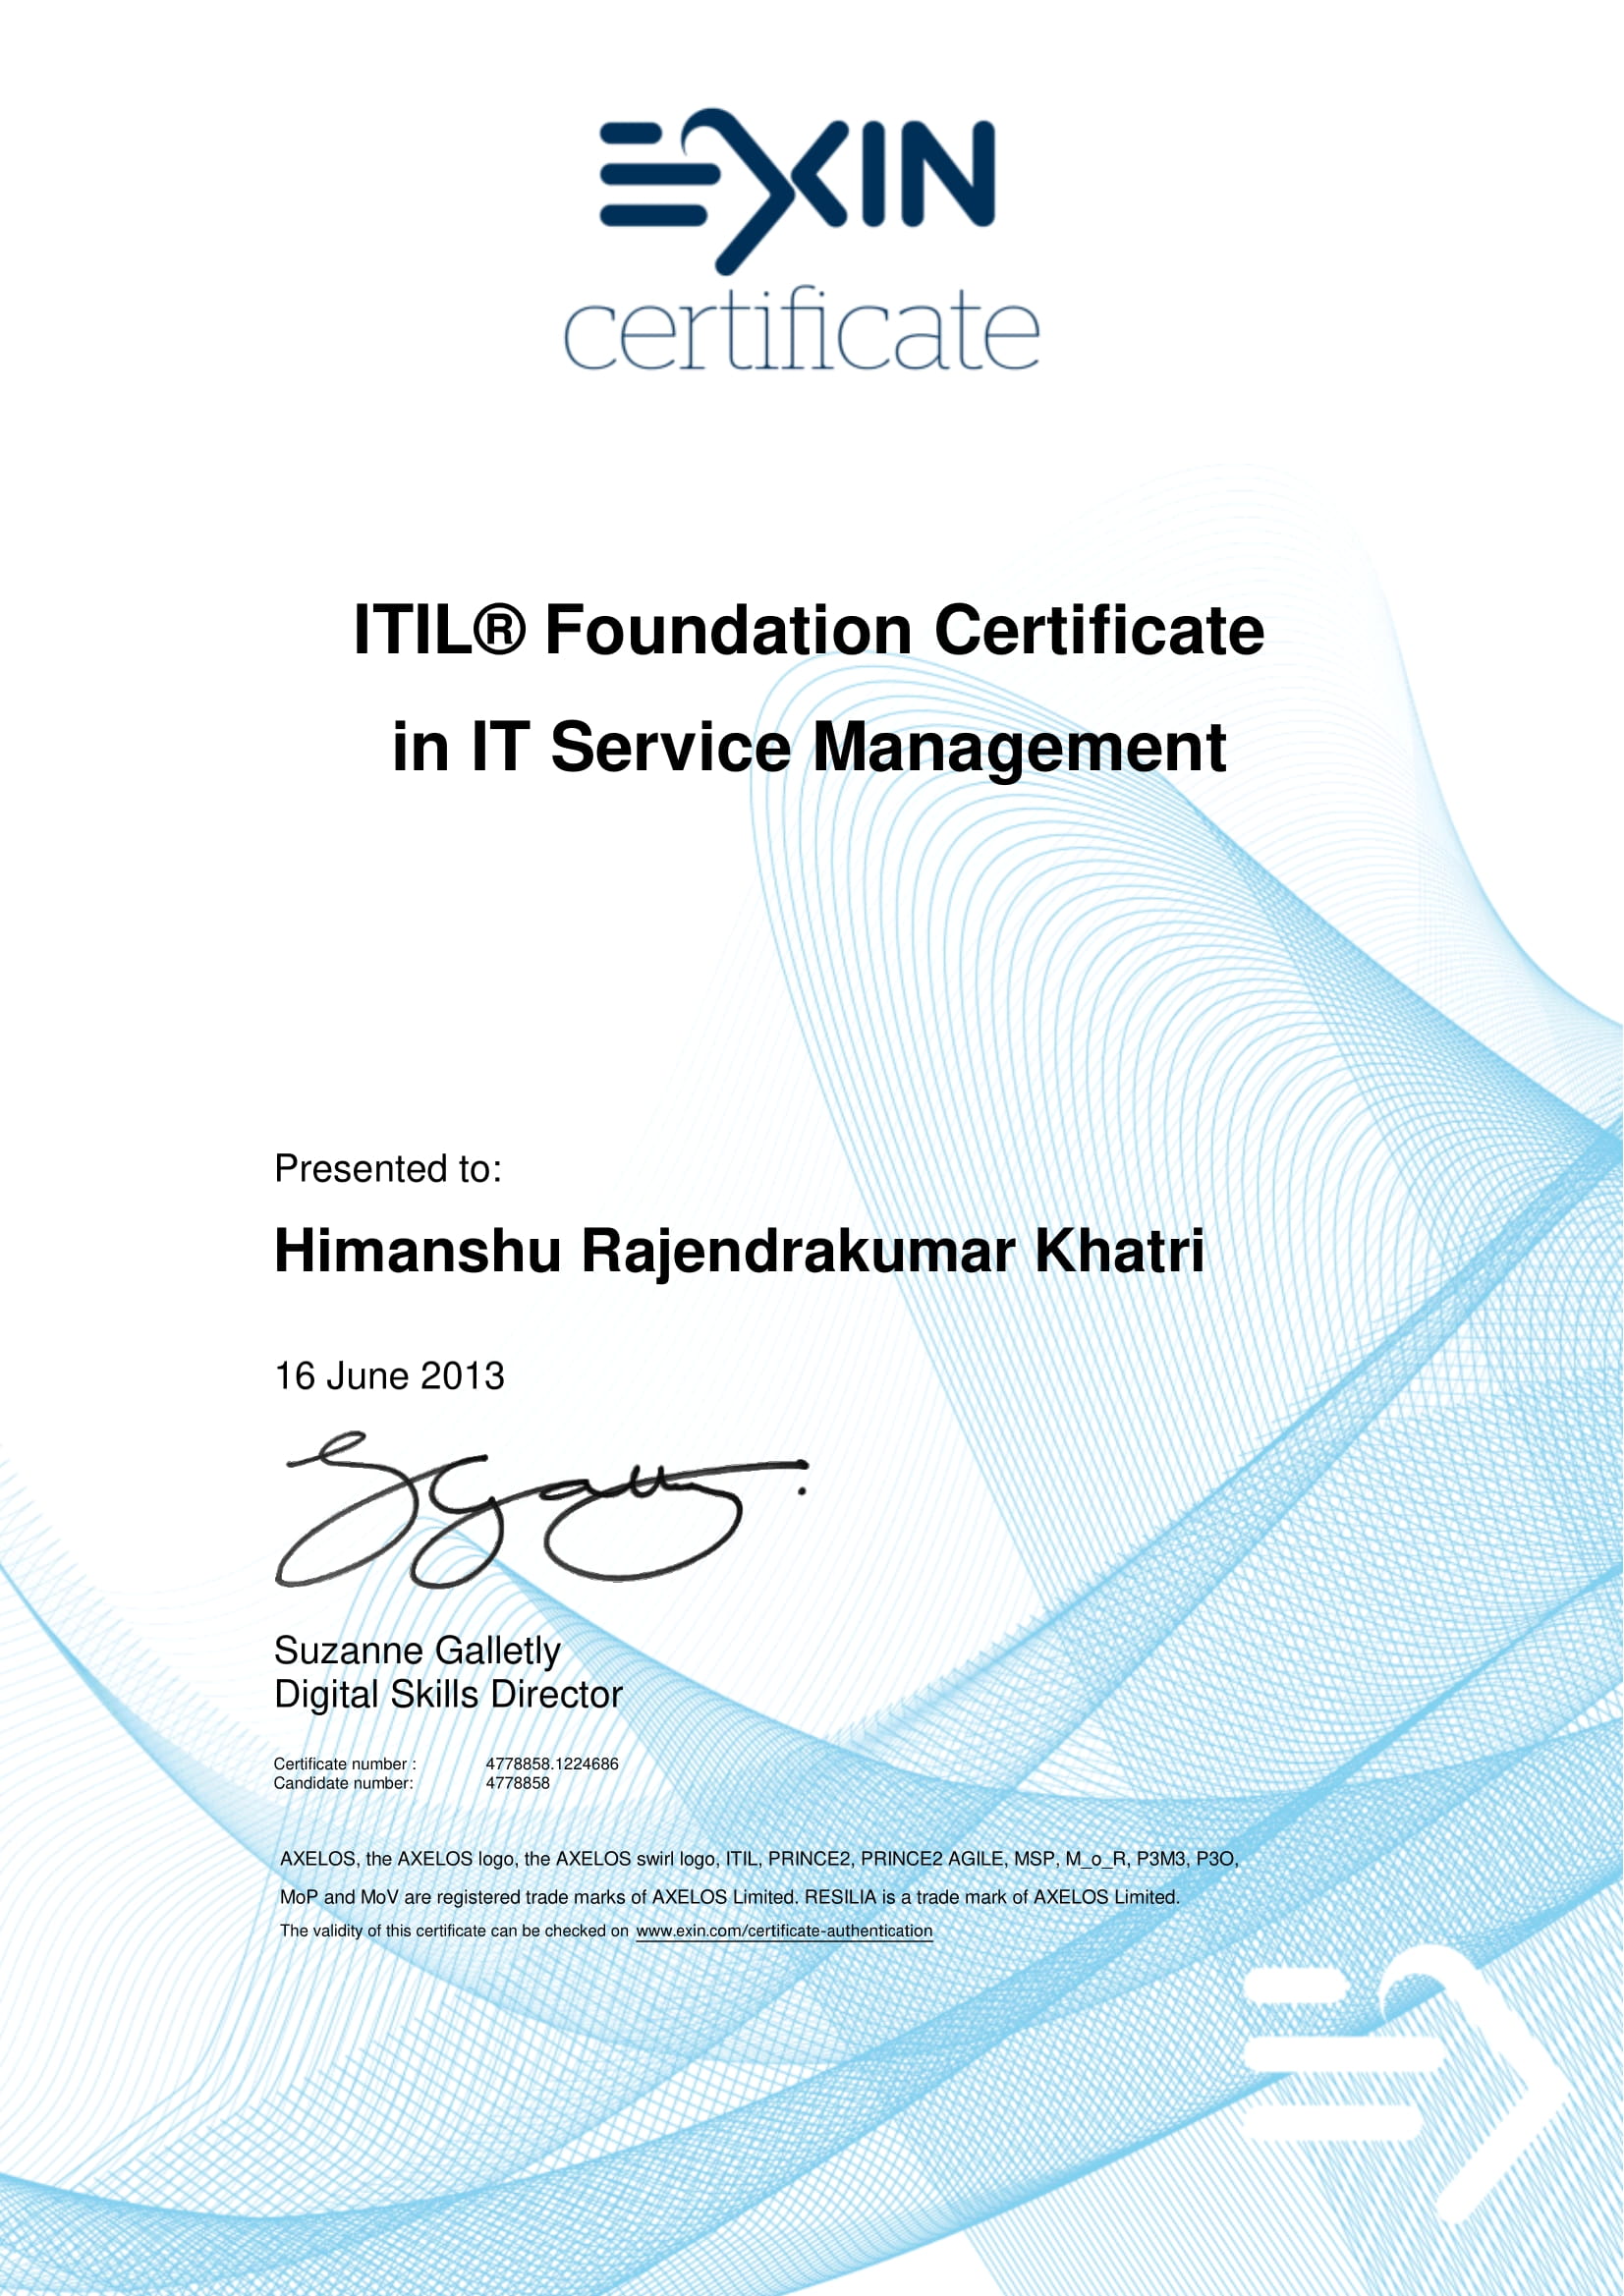 EXIN
certificate
ITIL® Foundation Certificate
in IT Service Management
Presented to:
Himanshu Rajendrakumar Khatri
16 June 2013
Suzanne Galletly
Digital Skills Director
Certificate number : 4778858.1224686
Candidate number: 4778858
AXELOS, the AXELOS logo, the AXELOS swirl logo, ITIL, PRINCE2, PRINCE2 AGILE, MSP, M_o_R, P3M3, P3O,
MoP and MoV are registered trade marks of AXELOS Limited. RESILIA is a trade mark of AXELOS Limited.
The validity of this certificate can be checked on www.exin.com/certificate-authentication